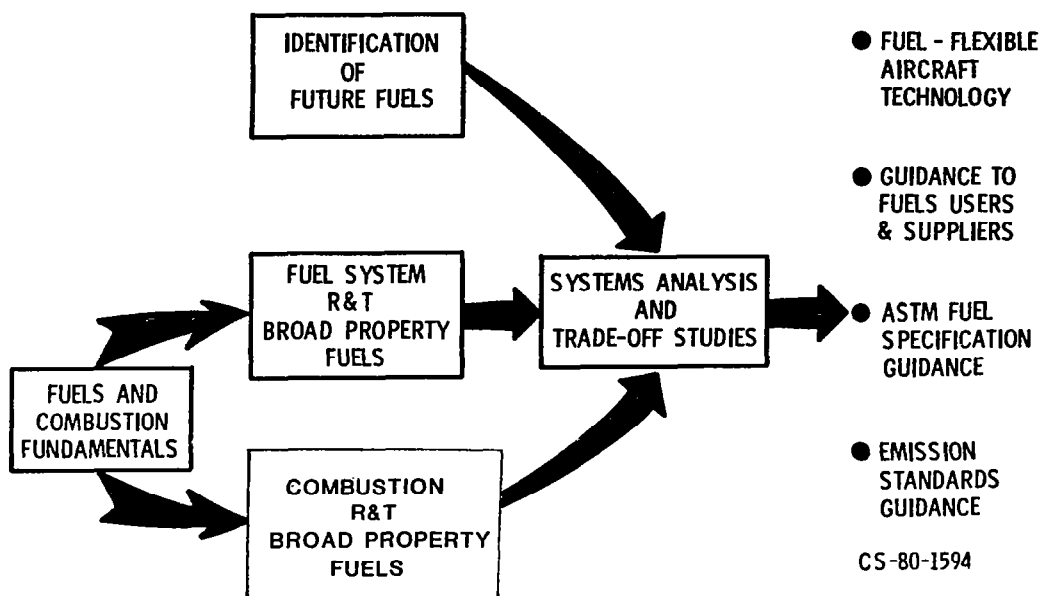 IDENTIFICATION
OF
FUTURE FUELS
FUEL SYSTEM
R&T
BROAD PROPERTY
FUELS
FUELS AND
COMBUSTION
FUNDAMENTALS
COMBUSTION
R&T
BROAD PROPERTY
FUELS
SYSTEMS ANALYSIS
AND
TRADE-OFF STUDIES
● FUEL - FLEXIBLE
AIRCRAFT
TECHNOLOGY
● GUIDANCE TO
FUELS USERS
& SUPPLIERS
● ASTM FUEL
SPECIFICATION
GUIDANCE
● EMISSION
STANDARDS
GUIDANCE
CS-80-1594